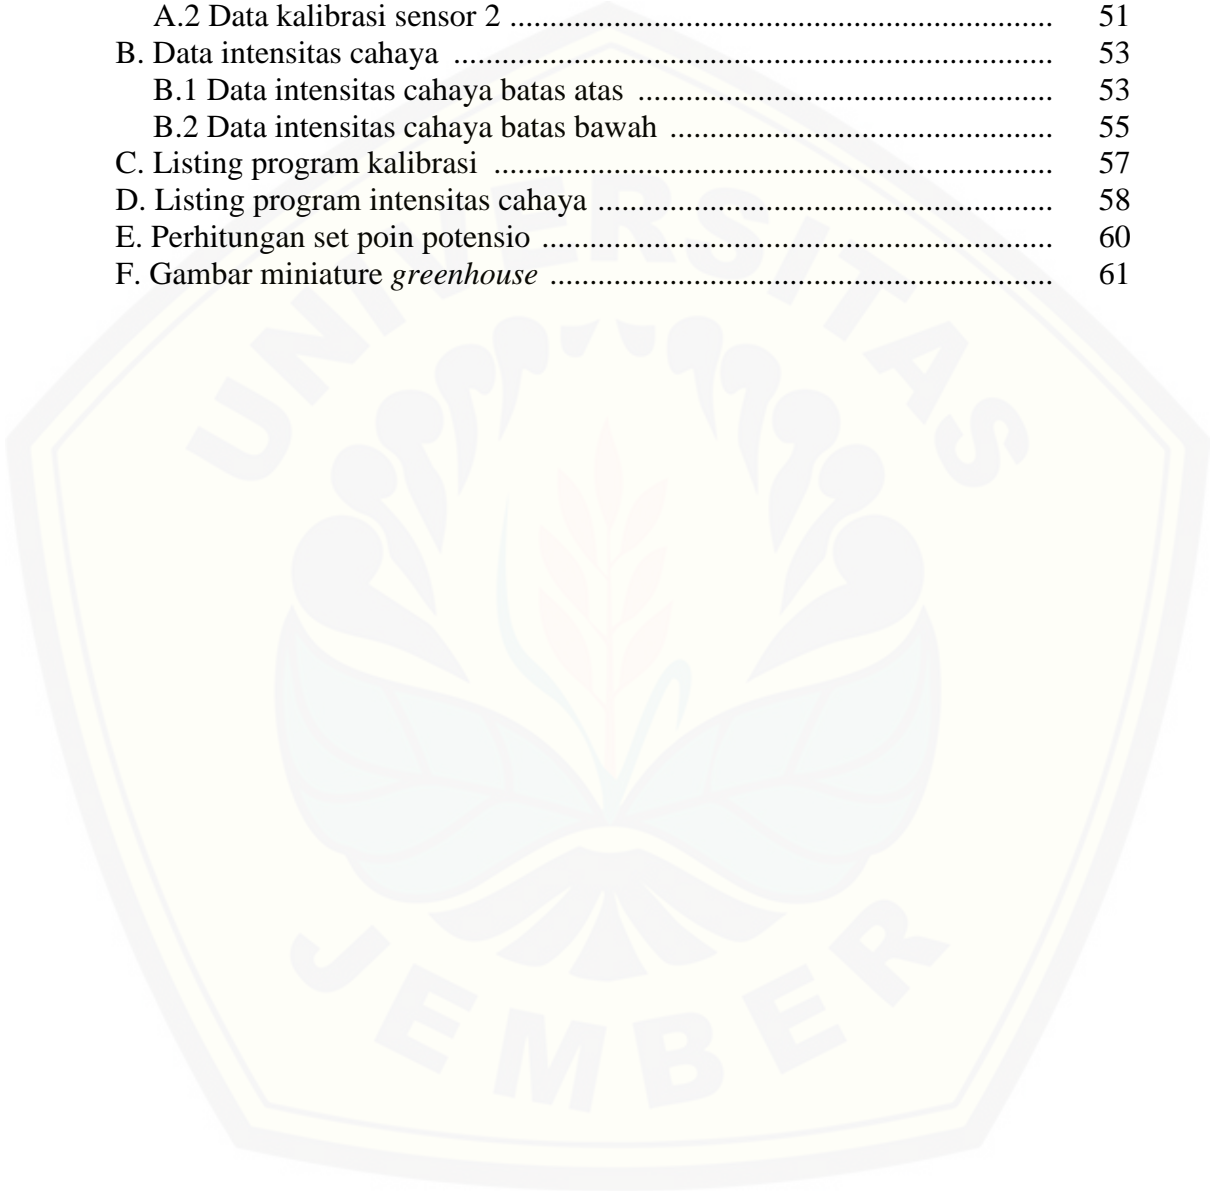 A.2 Data kalibrasi sensor 2 .................................................................... 51
B. Data intensitas cahaya ........................................................................... 53
B.1 Data intensitas cahaya batas atas .................................................... 53
B.2 Data intensitas cahaya batas bawah ................................................ 55
C. Listing program kalibrasi ...................................................................... 57
D. Listing program intensitas cahaya ......................................................... 58
E. Perhitungan set poin potensio ................................................................ 60
F. Gambar miniature greenhouse ............................................................... 61
UNIVERSITAS
JEMBER